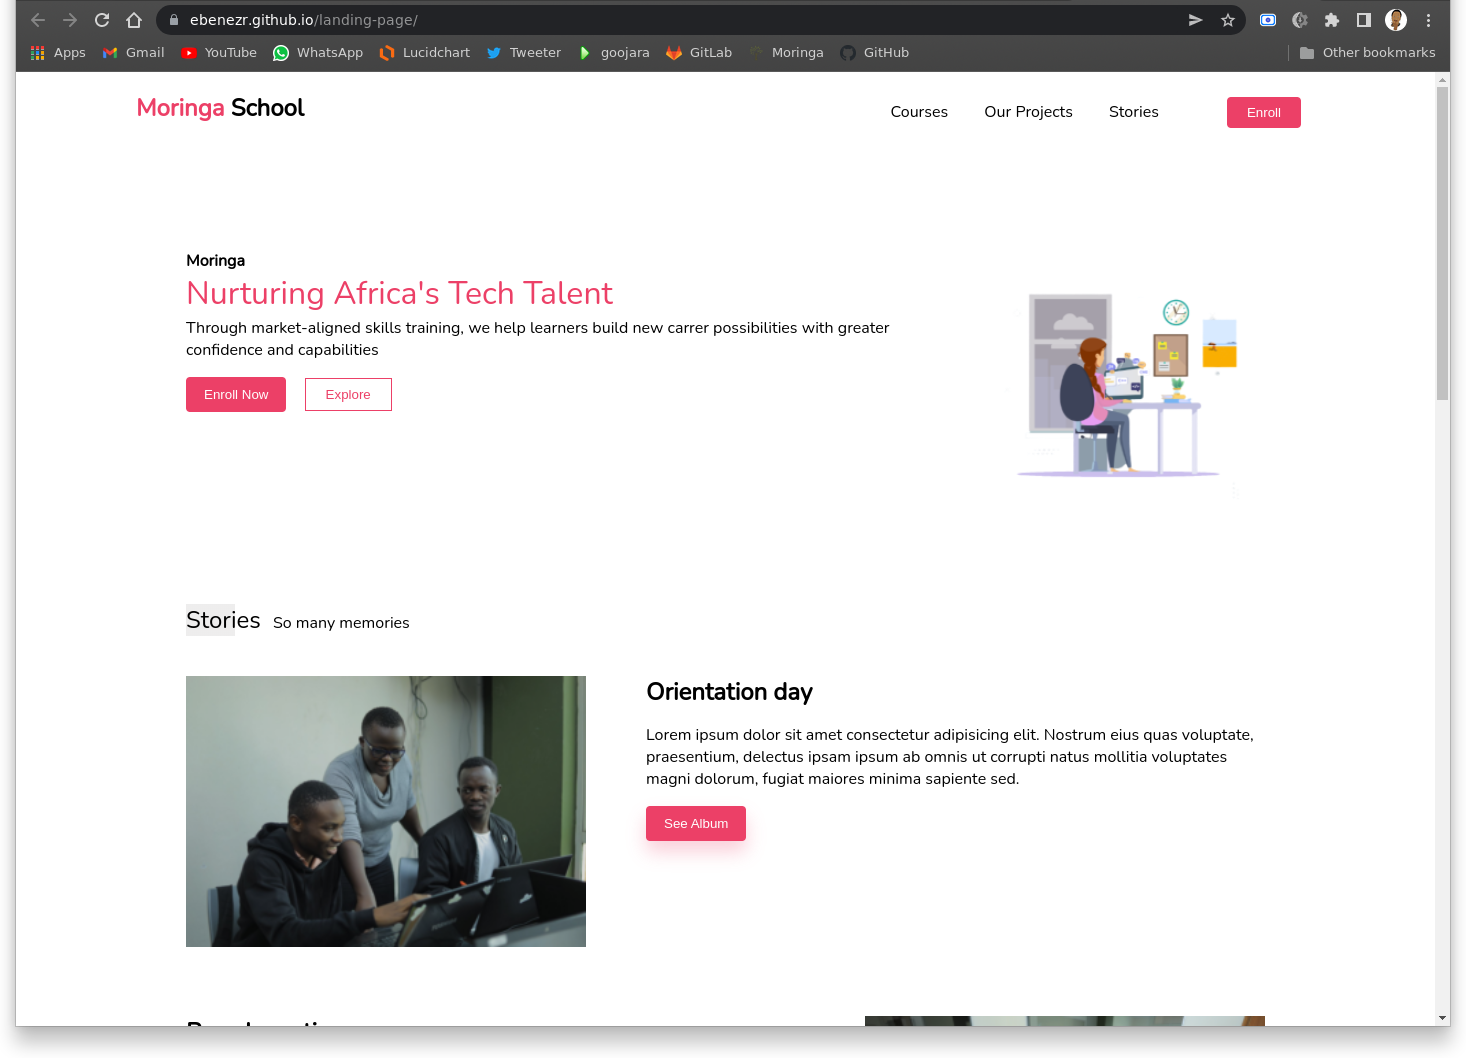 ebenezr.github.io/landing-page/
Apps Gmail YouTube WhatsApp Lucidchart Tweeter goojara GitLab Moringa GitHub Other bookmarks
Moringa School
Courses Our Projects Stories Enroll
Moringa
Nurturing Africa's Tech Talent
Through market-aligned skills training, we help learners build new carrer possibilities with greater
confidence and capabilities
Enroll Now Explore
Stories So many memories
Orientation day
Lorem ipsum dolor sit amet consectetur adipisicing elit. Nostrum eius quas voluptate,
praesentium, delectus ipsam ipsum ab omnis ut corrupti natus mollitia voluptates
magni dolorum, fugiat maiores minima sapiente sed.
See Album